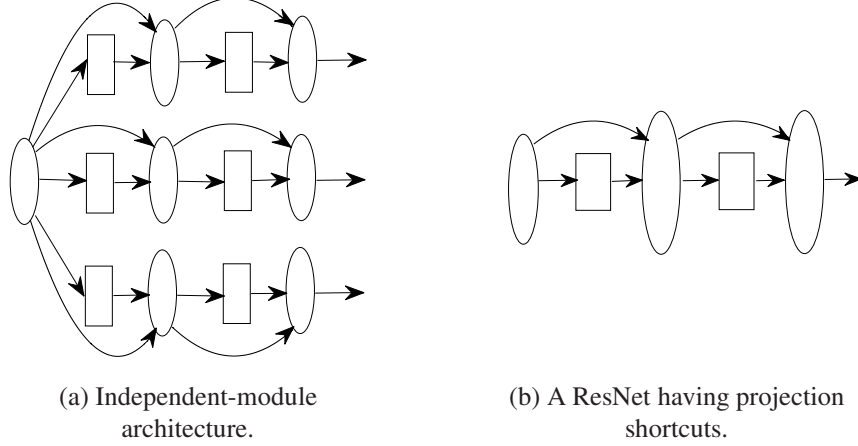 (a) Independent-module
architecture.
(b) A ResNet having projection
shortcuts.